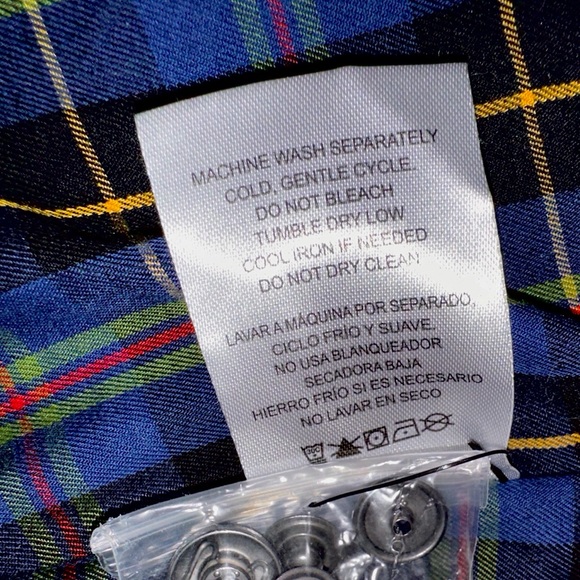 MACHINE WASH SEPARATELY
COLD. GENTLE CYCLE.
DO NOT BLEACH
TUMBLE DRY LOW
COOL IRON IF NEEDED
DO NOT DRY CLEAN
LAVAR A MÁQUINA POR SEPARADO,
CICLO FRÍO Y SUAVE.
NO USA BLANQUEADOR
SECADORA BAJA
HIERRO FRÍO SI ES NECESARIO
NO LAVAR EN SECO